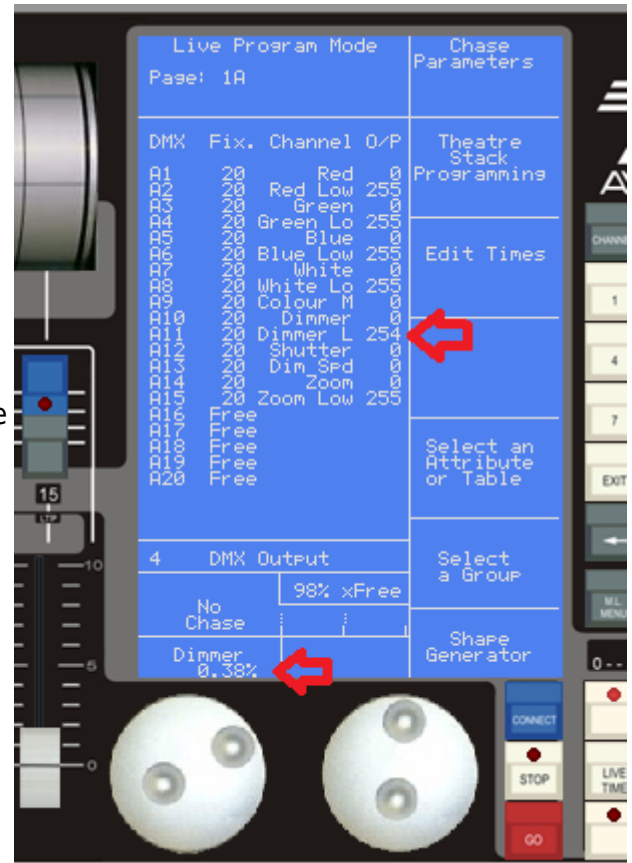 Live Program Mode
Page: 1A
Chase
Parameters
DMX Fix. Channel O/P
A1 20 Red 0
A2 20 Red Low 255
A3 20 Green 0
A4 20 Green Lo 255
A5 20 Blue 0
A6 20 Blue Low 255
A7 20 White 0
A8 20 White Lo 255
A9 20 Colour M 0
A10 20 Dimmer 0
A11 20 Dimmer L 254
A12 20 Shutter 0
A13 20 Dim Spd 0
A14 20 Zoom 0
A15 20 Zoom Low 255
A16 Free
A17 Free
A18 Free
A19 Free
A20 Free
Theatre
Stack
Programming
Edit Times
Select an
Attribute
or Table
4 DMX Output
98% xFree
No
Chase
Dimmer
0.38%
Select
a Group
Shape
Generator
e
15
LTP
10
5
0
1
4
7
EXIT
M.L.
MENU
0--
CONNECT
STOP
GO
LIVE
TIME